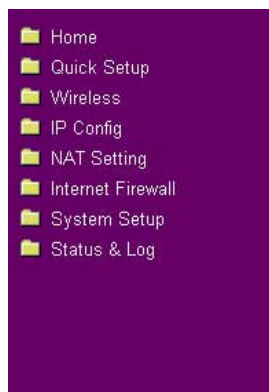 Home
Quick Setup
Wireless
IP Config
NAT Setting
Internet Firewall
System Setup
Status & Log